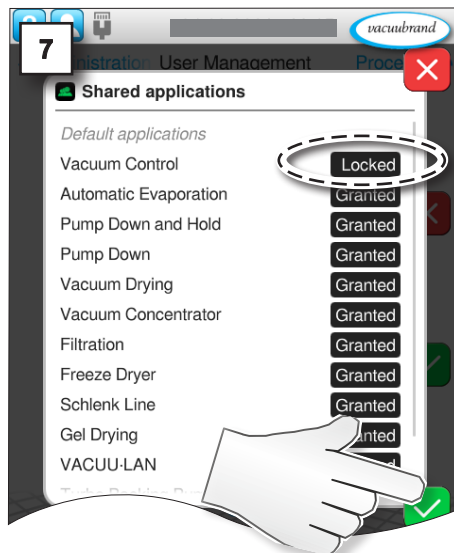 vacuubrand
7
User Management
Shared applications
Default applications
Vacuum Control Locked
Automatic Evaporation Granted
Pump Down and Hold Granted
Pump Down Granted
Vacuum Drying Granted
Vacuum Concentrator Granted
Filtration Granted
Freeze Dryer Granted
Schlenk Line Granted
Gel Drying
VACUU·LAN